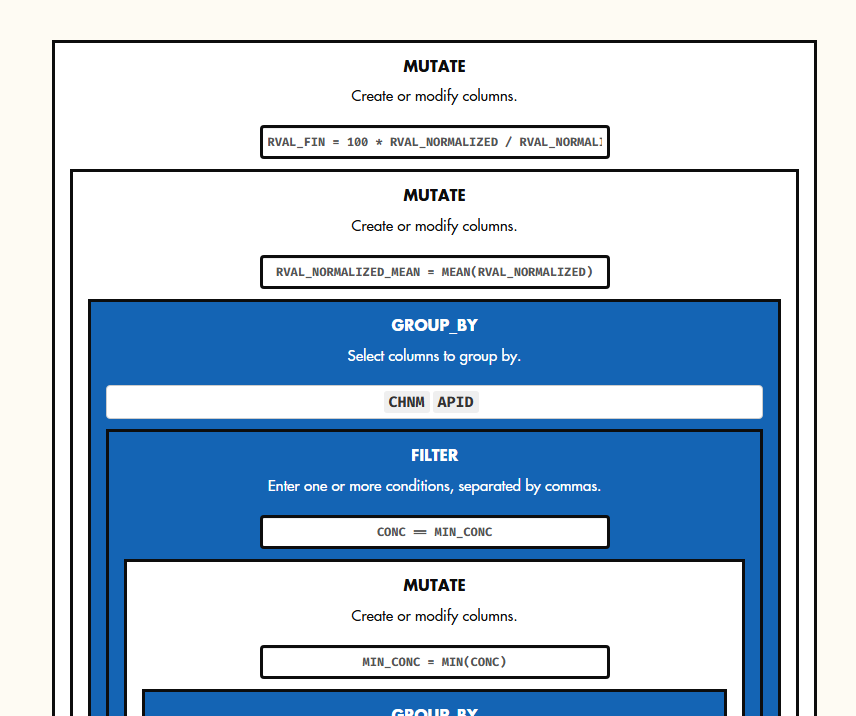 MUTATE
Create or modify columns.
RVAL_FIN = 100 * RVAL_NORMALIZED / RVAL_NORMALI
MUTATE
Create or modify columns.
RVAL_NORMALIZED_MEAN = MEAN(RVAL_NORMALIZED)
GROUP_BY
Select columns to group by.
CHNM APID
FILTER
Enter one or more conditions, separated by commas.
CONC == MIN_CONC
MUTATE
Create or modify columns.
MIN_CONC = MIN(CONC)
GROUP_BY